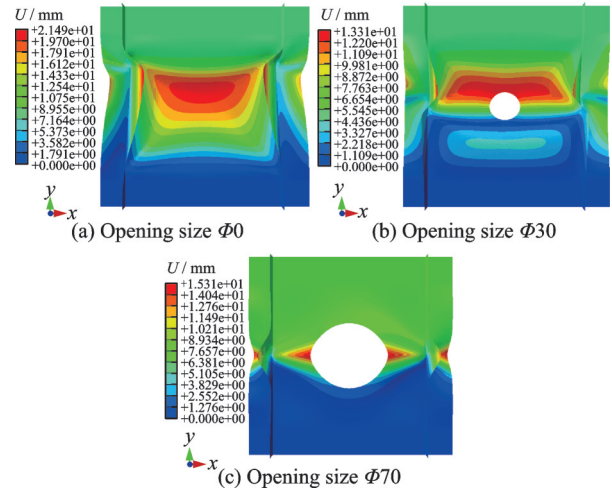 U / mm
+2.149e+01
+1.970e+01
+1.791e+01
+1.612e+01
+1.433e+01
+1.254e+01
+1.075e+01
+8.955e+00
+7.164e+00
+5.373e+00
+3.582e+00
+1.791e+00
+0.000e+00
y
x
(a) Opening size Φ0
U / mm
+1.331e+01
+1.220e+01
+1.109e+01
+9.981e+00
+8.872e+00
+7.763e+00
+6.654e+00
+5.545e+00
+4.436e+00
+3.327e+00
+2.218e+00
+1.109e+00
+0.000e+00
y
x
(b) Opening size Φ30
U / mm
+1.531e+01
+1.404e+01
+1.276e+01
+1.149e+01
+1.021e+01
+8.934e+00
+7.657e+00
+6.381e+00
+5.105e+00
+3.829e+00
+2.552e+00
+1.276e+00
+0.000e+00
y
x
(c) Opening size Φ70